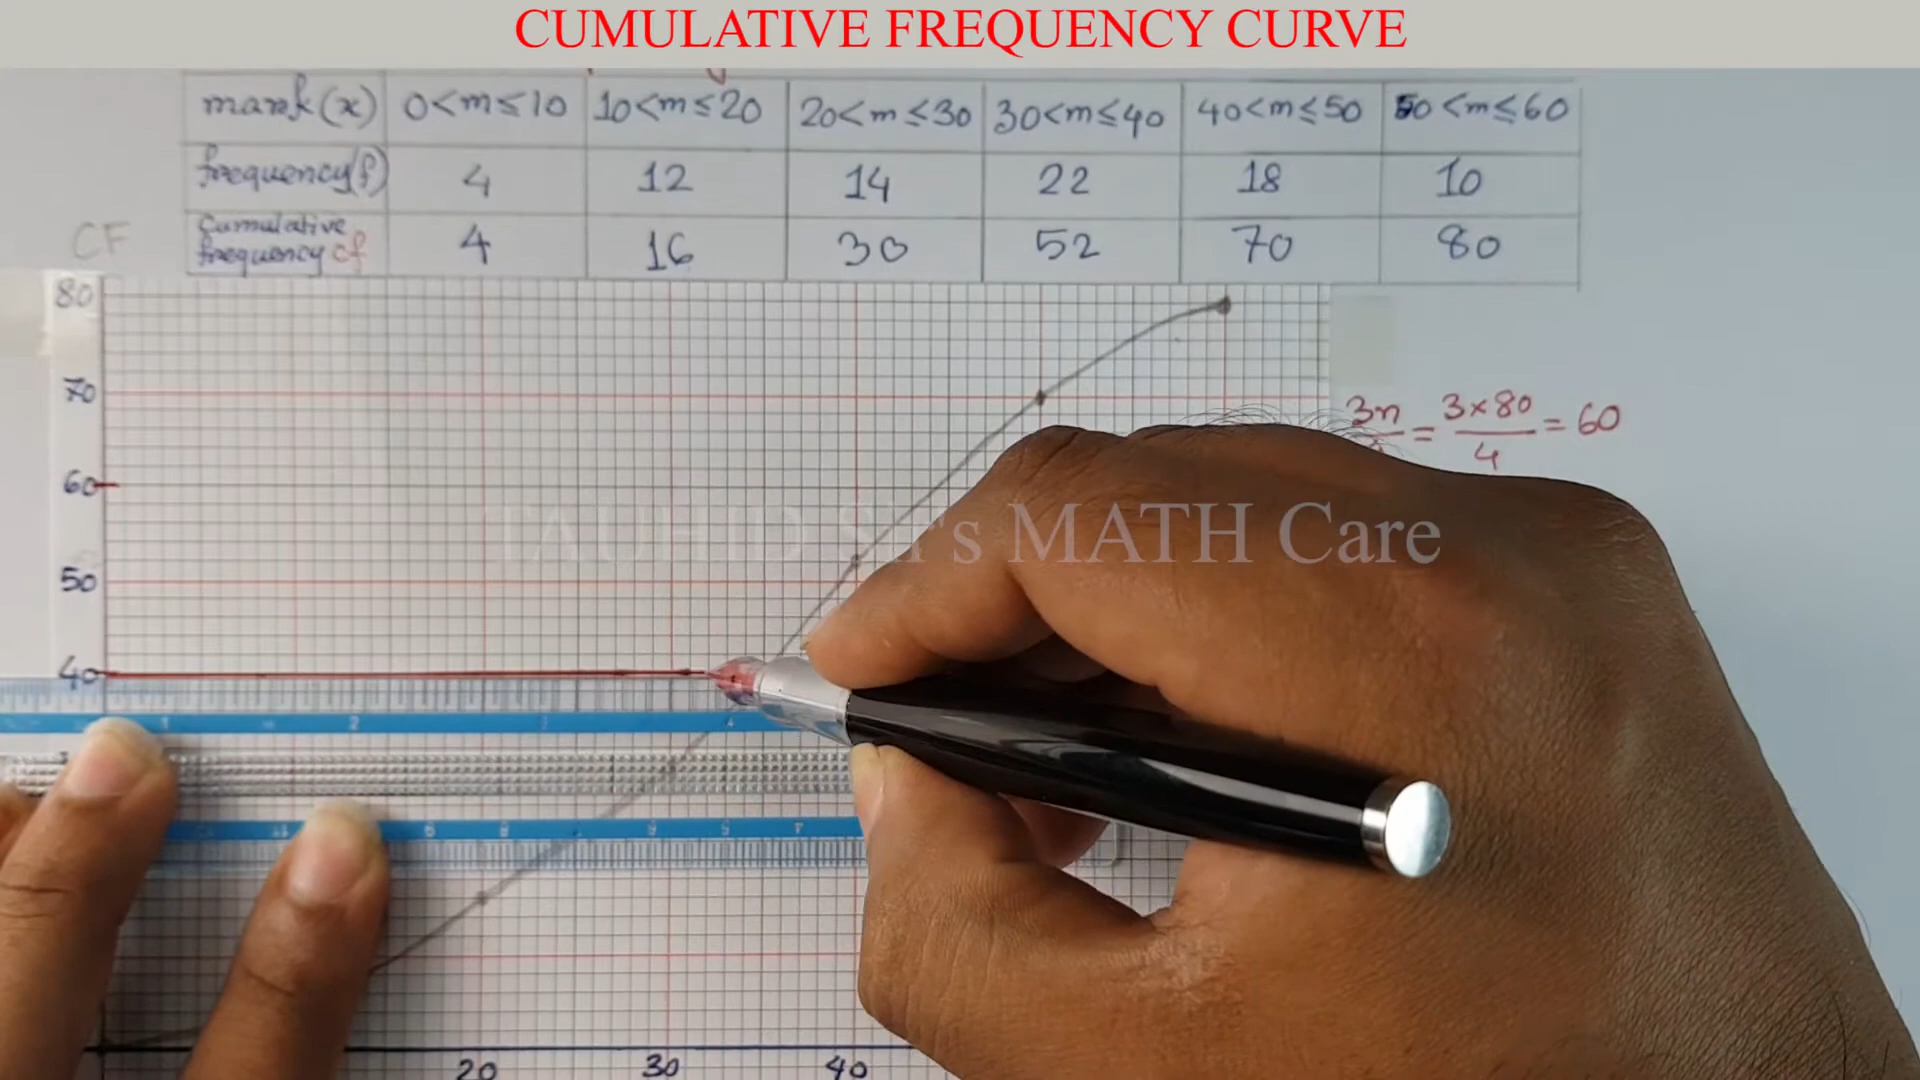 CUMULATIVE FREQUENCY CURVE
mark(x) 0<m≤10 10<m≤20 20<m≤30 30<m≤40 40<m≤50 50<m≤60
frequency(f) 4 12 14 22 18 10
Cumulative
frequency cf 4 16 30 52 70 80
CF
80
70
3n = 3×80 = 60
4
60
TAUHID Sir's MATH Care
50
40
20 30 40